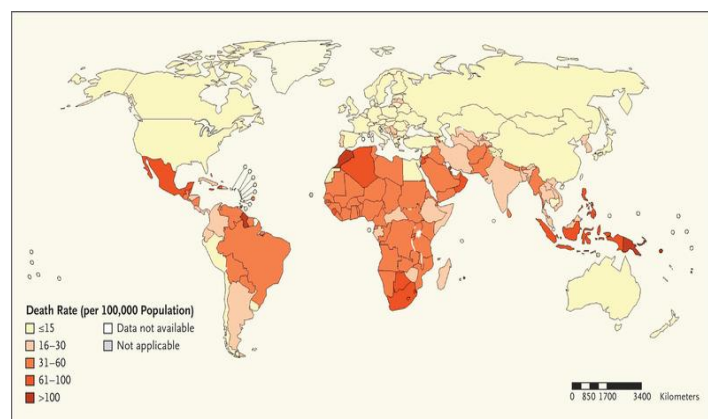 Death Rate (per 100,000 Population)
≤15
Data not available
16–30
Not applicable
31–60
61–100
>100
0 850 1700 3400 Kilometers